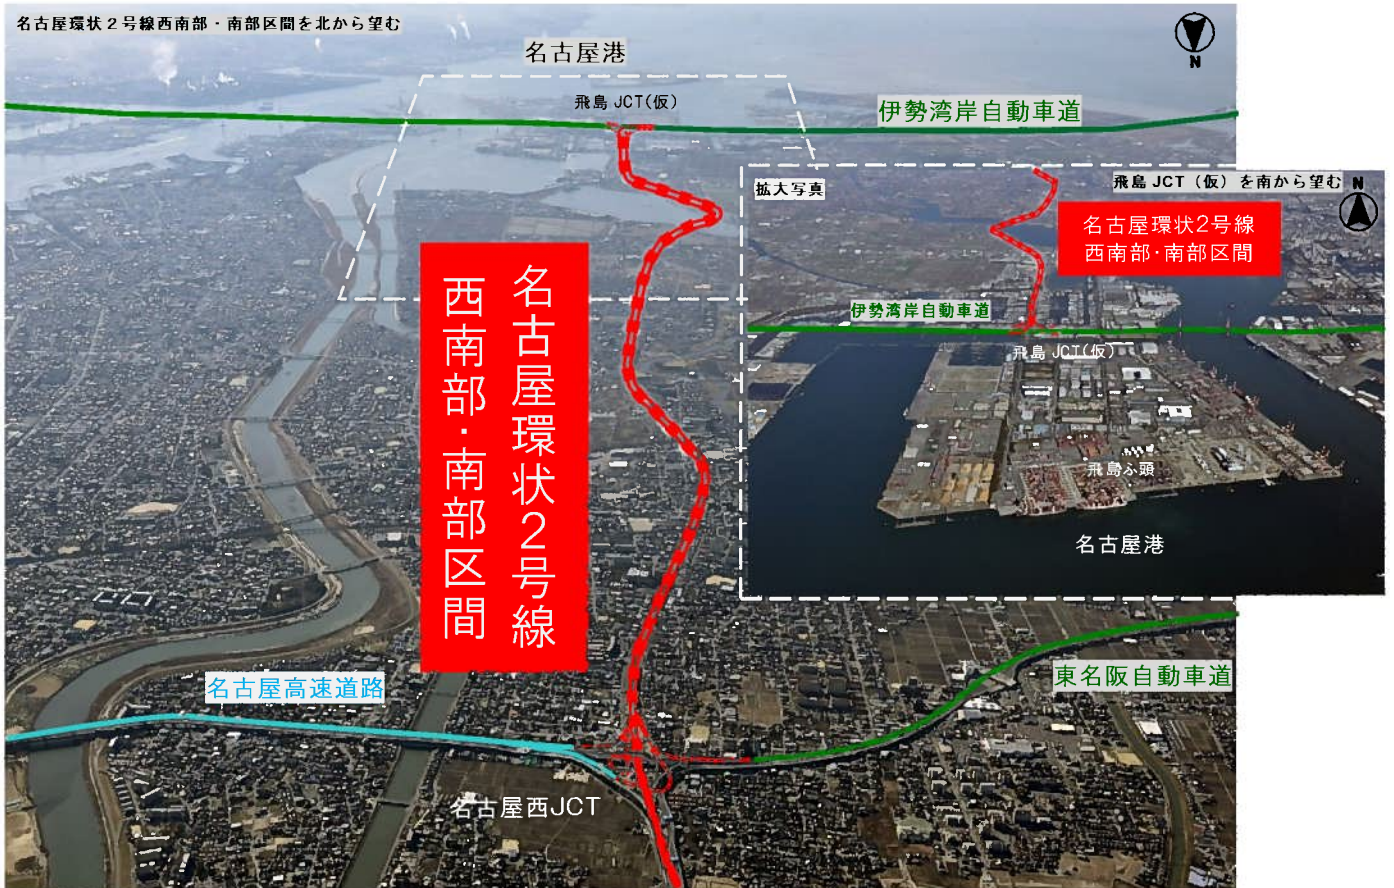 名古屋環状2号線西南部・南部区間を北から望む
N
名古屋港
飛島 JCT(仮)
伊勢湾岸自動車道
拡大写真
飛島 JCT（仮）を南から望む
N
名古屋環状2号線
西南部・南部区間
伊勢湾岸自動車道
飛島 JCT(仮)
飛島ふ頭
名古屋港
名古屋環状2号線
西南部・南部区間
東名阪自動車道
名古屋高速道路
名古屋西JCT